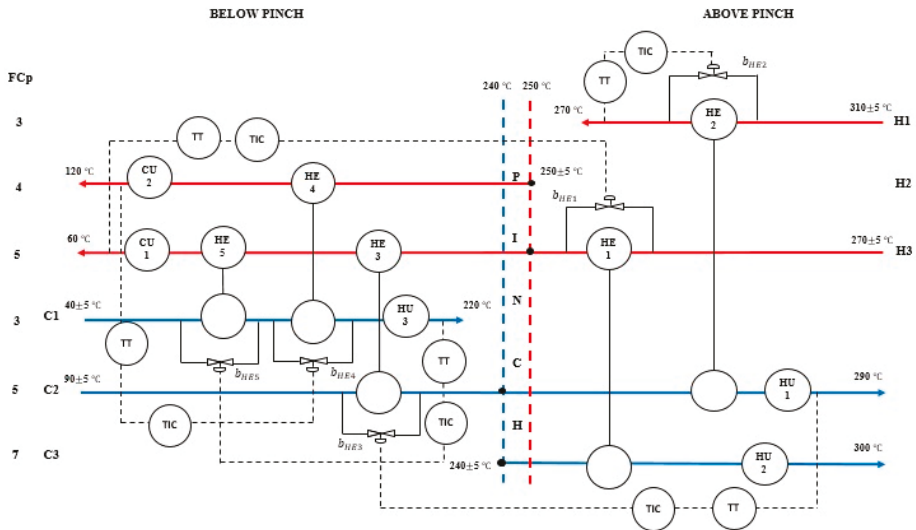 BELOW PINCH
ABOVE PINCH
TIC
b_HE2
FCp
TT
240 °C
250 °C
270 °C
310±5 °C
3
HE 2
H1
TT
TIC
120 °C
CU 2
HE 4
P
250±5 °C
4
H2
b_HE1
60 °C
CU 1
HE 5
HE 3
I
HE 1
270±5 °C
5
H3
40±5 °C
220 °C
N
3
C1
HU 3
TT
TT
b_HE5
b_HE4
C
90±5 °C
290 °C
5
C2
HU 1
TIC
b_HE3
TIC
H
7
C3
240±5 °C
HU 2
300 °C
TIC
TT